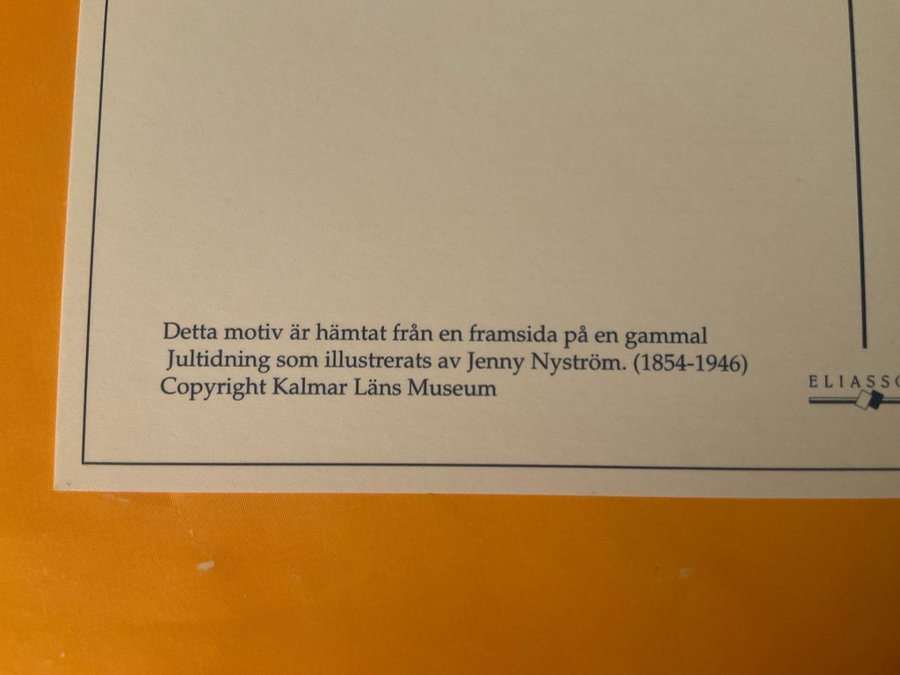 Detta motiv är hämtat från en framsida på en gammal
Jultidning som illustrerats av Jenny Nyström. (1854-1946)
Copyright Kalmar Läns Museum